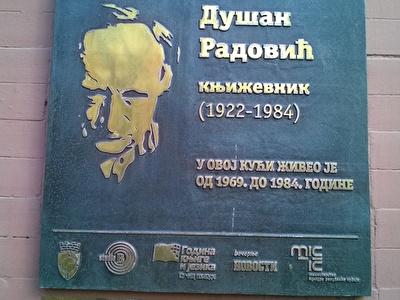 Душан
Радовић
књижевник
(1922-1984)
У ОВОЈ КУЋИ ЖИВЕО ЈЕ
ОД 1969. ДО 1984. ГОДИНЕ
studio B
Година
књиге
и језика
вечерње
НОВОСТИ